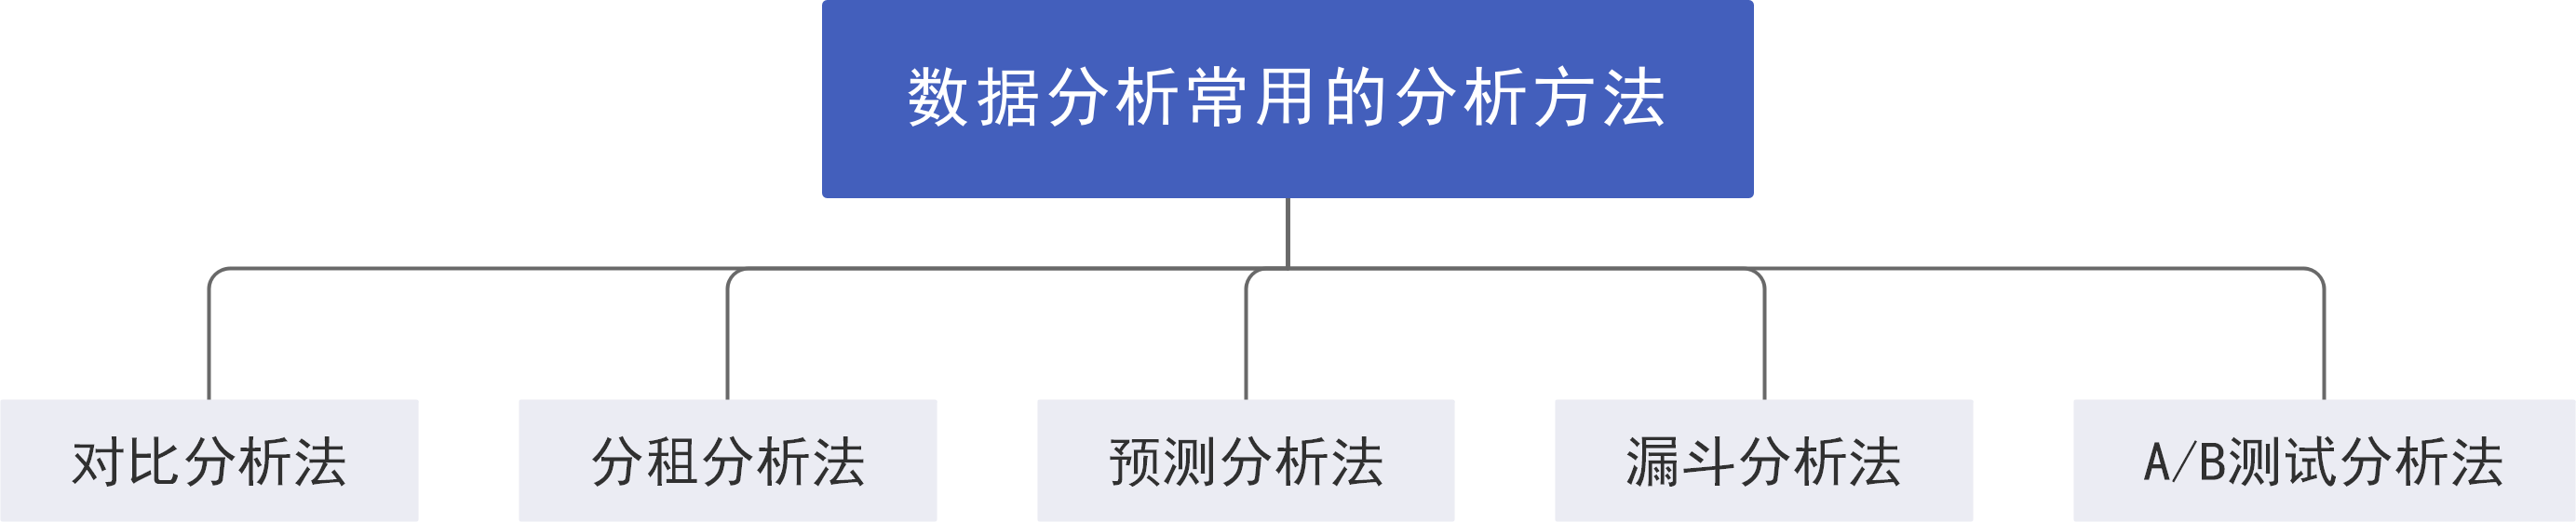 数据分析常用的分析方法
对比分析法
分租分析法
预测分析法
漏斗分析法
A/B测试分析法